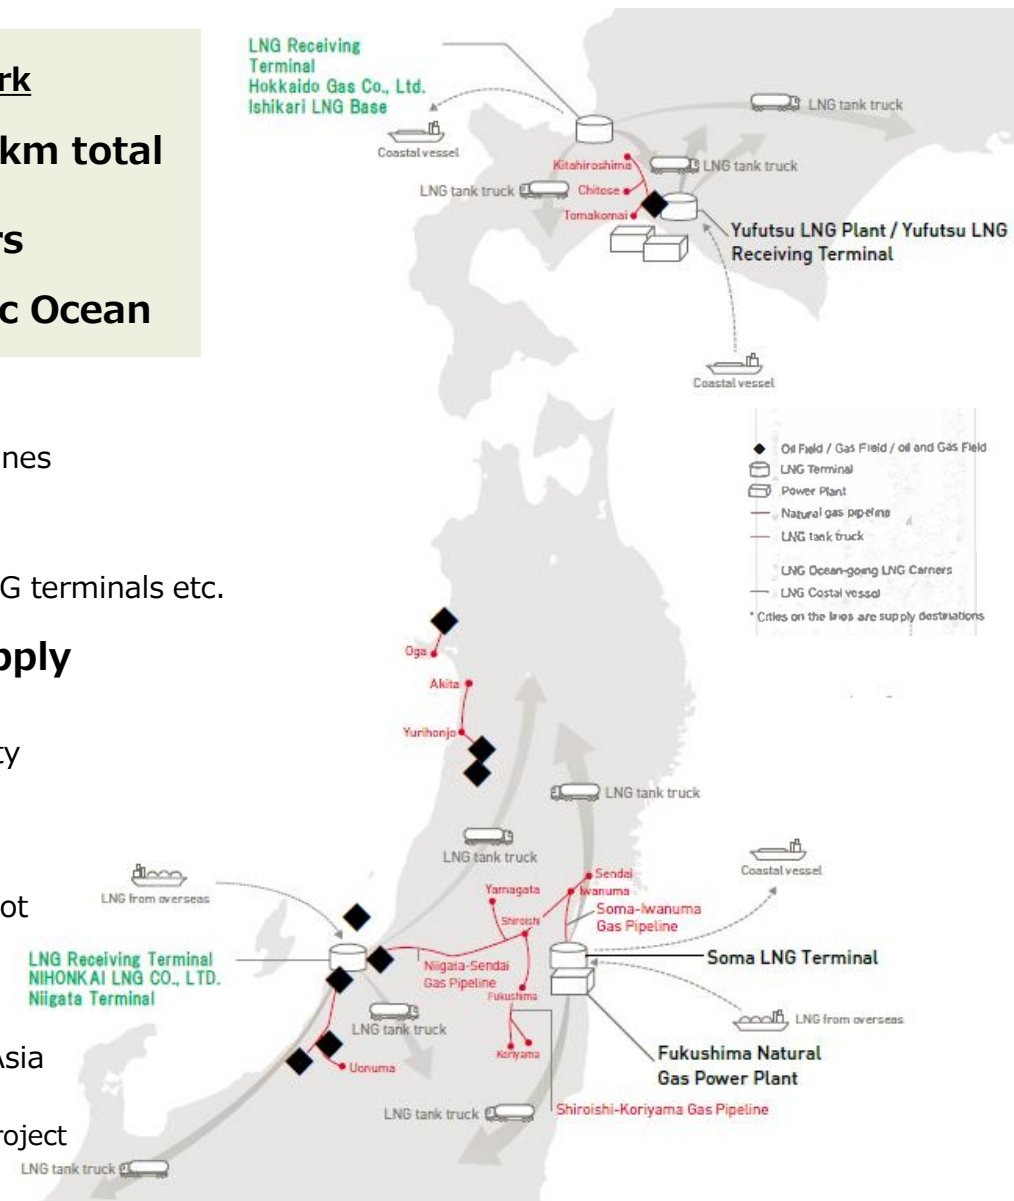 rk
km total
rs
c Ocean
nes
G terminals etc.
pply
ty
ot
Asia
roject
LNG Receiving
Terminal
Hokkaido Gas Co., Ltd.
Ishikari LNG Base
Coastal vessel
LNG tank truck
Kitahiroshima
LNG tank truck
LNG tank truck
Chitose
Tomakomai
Yufutsu LNG Plant / Yufutsu LNG
Receiving Terminal
Coastal vessel
Oil Field / Gas Field / oil and Gas Field
LNG Terminal
Power Plant
Natural gas pipeline
LNG tank truck
LNG Ocean-going LNG Carriers
LNG Costal vessel
* Cities on the lines are supply destinations
Oga
Akita
Yurihonjo
LNG tank truck
LNG tank truck
Coastal vessel
LNG from overseas
Sendai
Yamagata
Iwanuma
Shiroishi
Soma-Iwanuma
Gas Pipeline
LNG Receiving Terminal
NIHONKAI LNG CO., LTD.
Niigata Terminal
Niigata-Sendai
Gas Pipeline
Soma LNG Terminal
Fukushima
LNG from overseas
LNG tank truck
Koriyama
Uonuma
Fukushima Natural
Gas Power Plant
LNG tank truck
Shiroishi-Koriyama Gas Pipeline
LNG tank truck